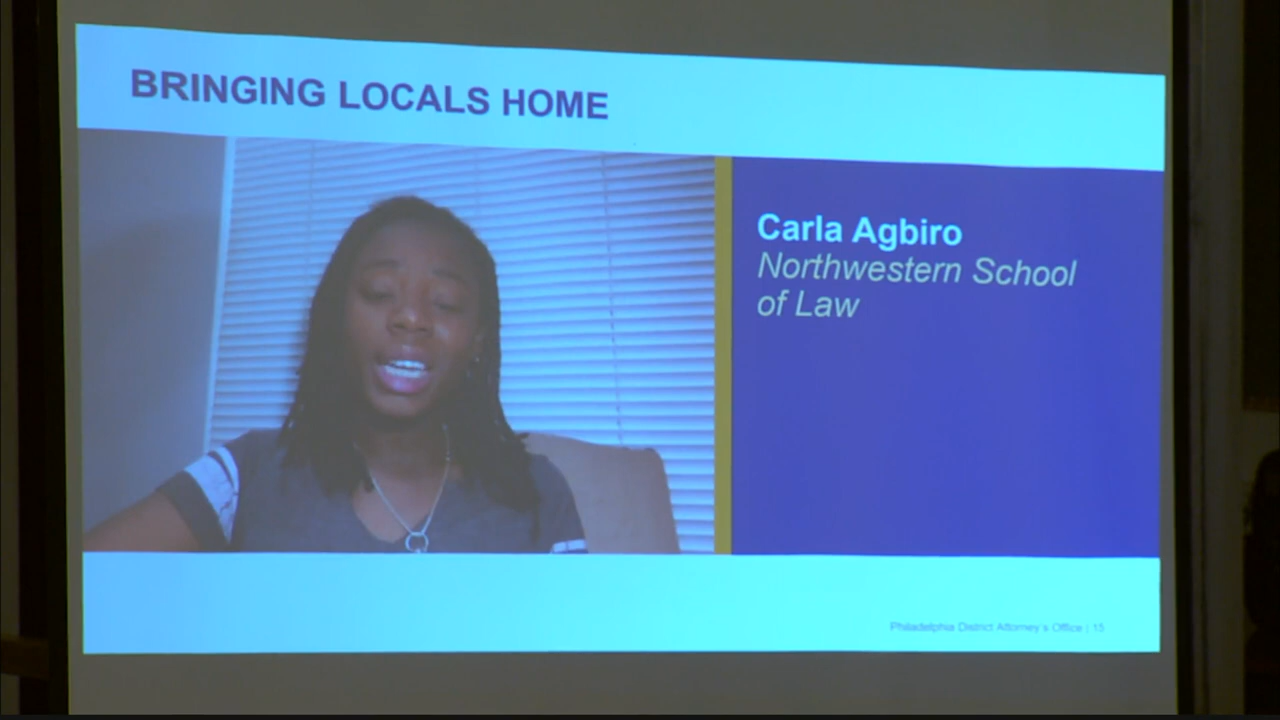 BRINGING LOCALS HOME
Carla Agbiro
Northwestern School
of Law
Philadelphia District Attorney's Office | 15